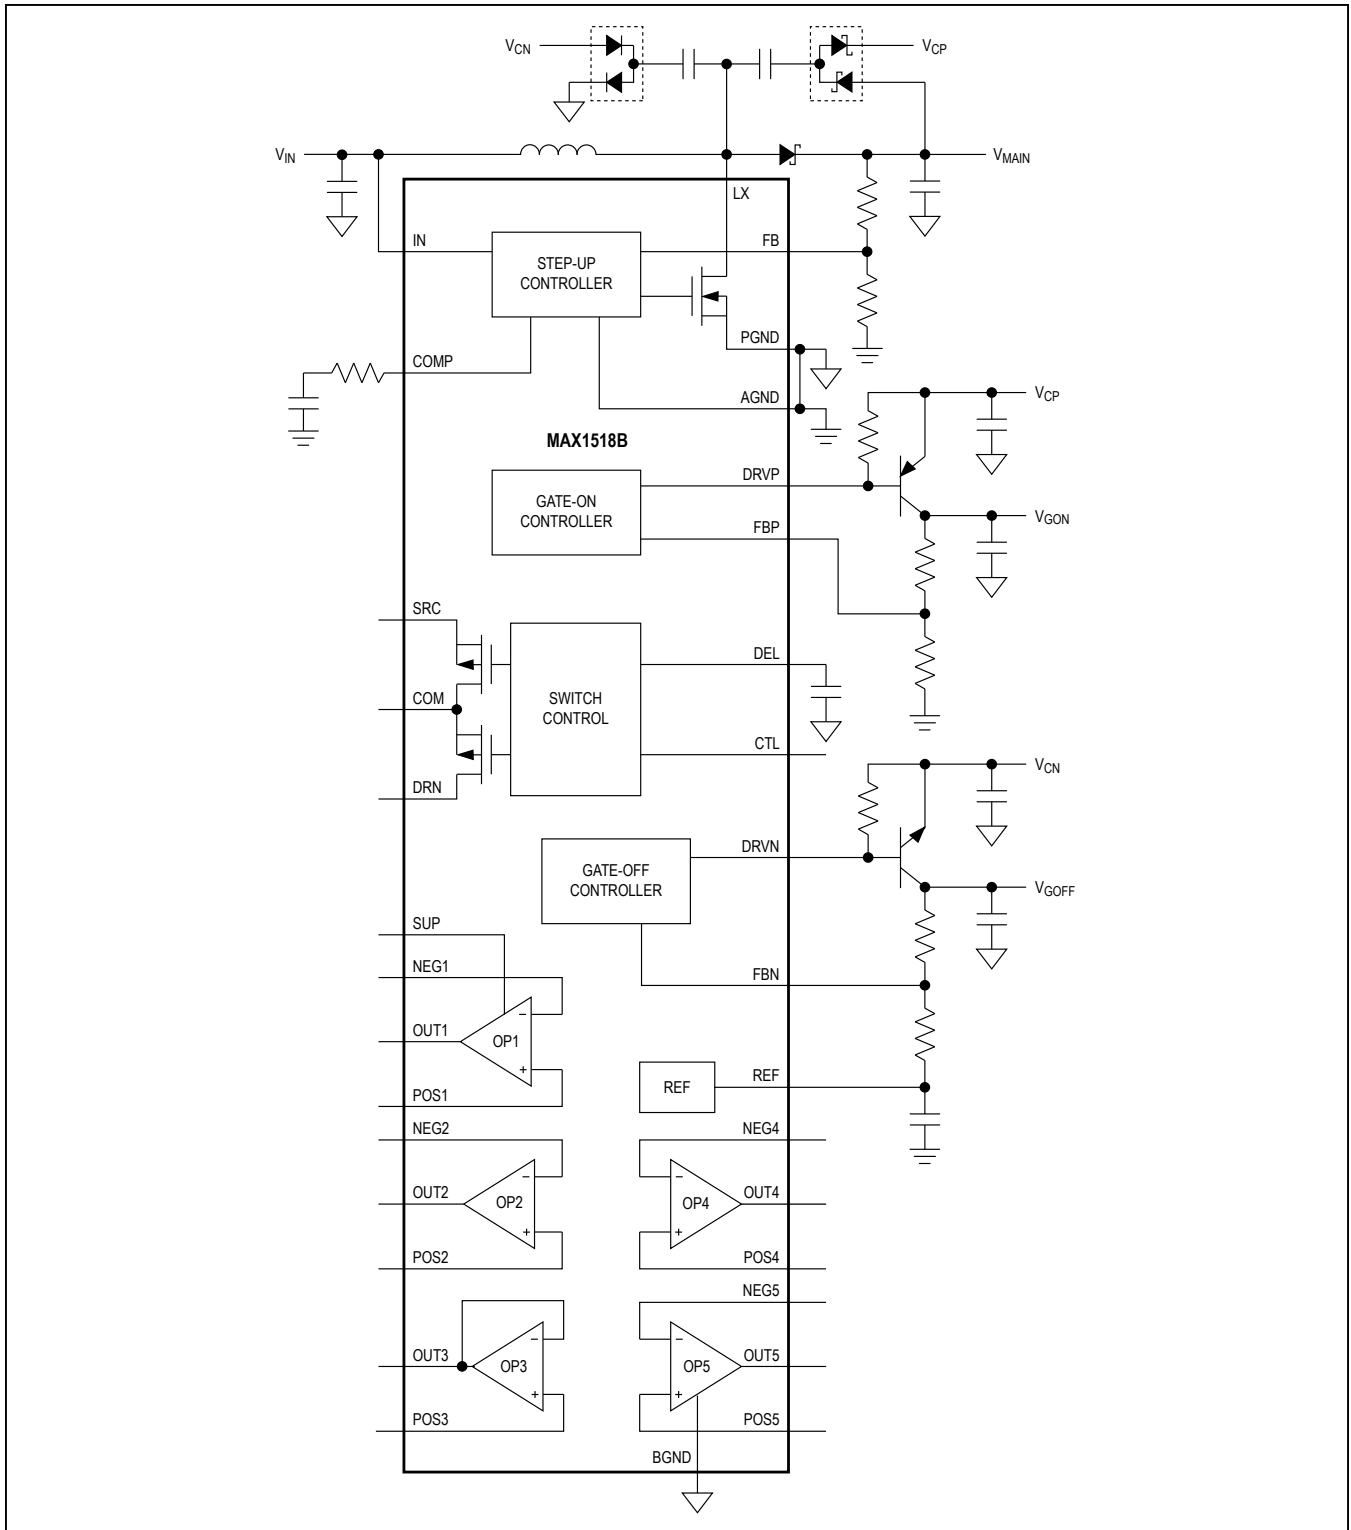 VCN
VCP
VIN
VMAIN
LX
IN
FB
STEP-UP
CONTROLLER
PGND
COMP
AGND
VCP
MAX1518B
DRVP
GATE-ON
CONTROLLER
VGON
FBP
SRC
DEL
COM
SWITCH
CONTROL
CTL
VCN
DRN
DRVN
GATE-OFF
CONTROLLER
VGOFF
SUP
NEG1
FBN
−
OUT1
OP1
+
REF
REF
POS1
NEG2
NEG4
−
−
OUT2
OP2
OP4
OUT4
+
+
POS2
POS4
NEG5
−
−
OUT3
OP3
OP5
OUT5
+
+
POS3
POS5
BGND